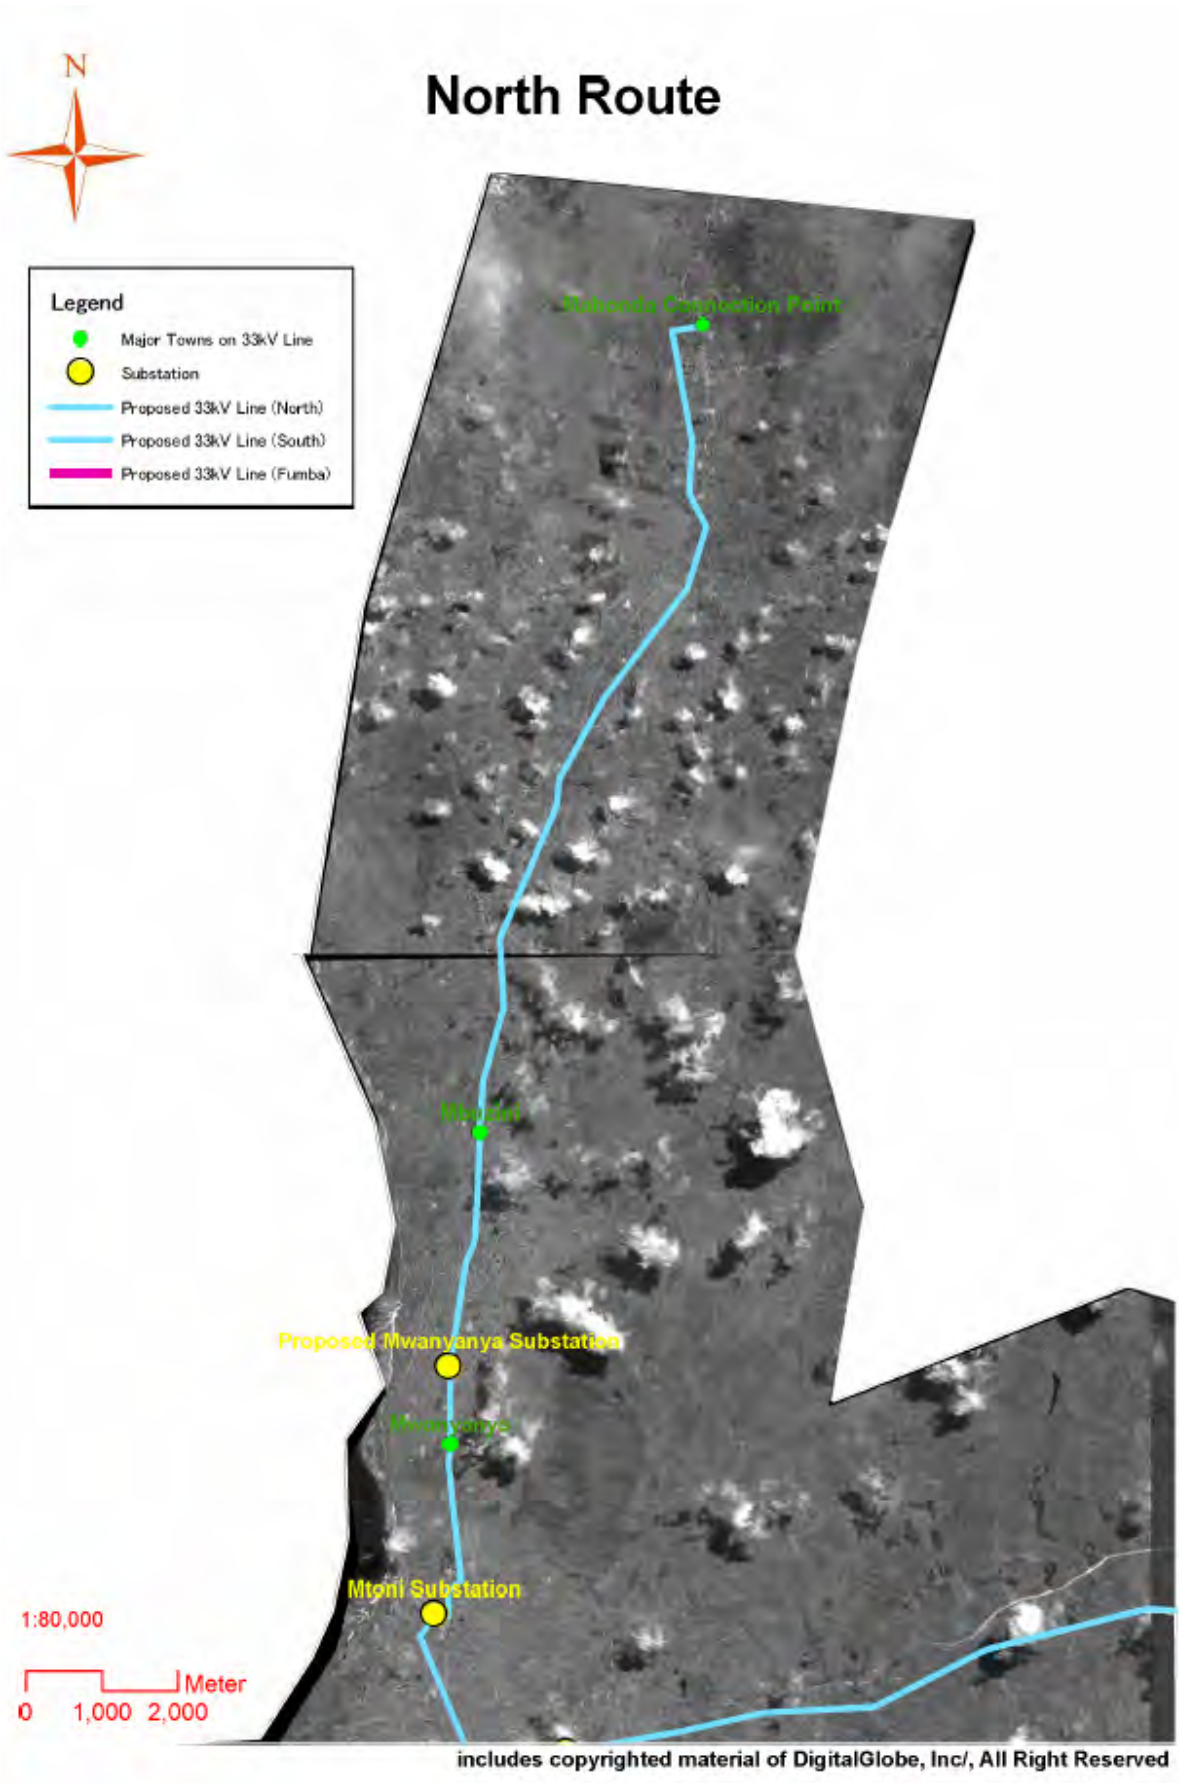 N
North Route
Legend
Major Towns on 33kV Line
Substation
Proposed 33kV Line (North)
Proposed 33kV Line (South)
Proposed 33kV Line (Fumba)
Connection Point
Proposed Mwanyanya Substation
Mwanyanya
Mtoni Substation
1:80,000
Meter
0 1,000 2,000
includes copyrighted material of DigitalGlobe, Inc/, All Right Reserved